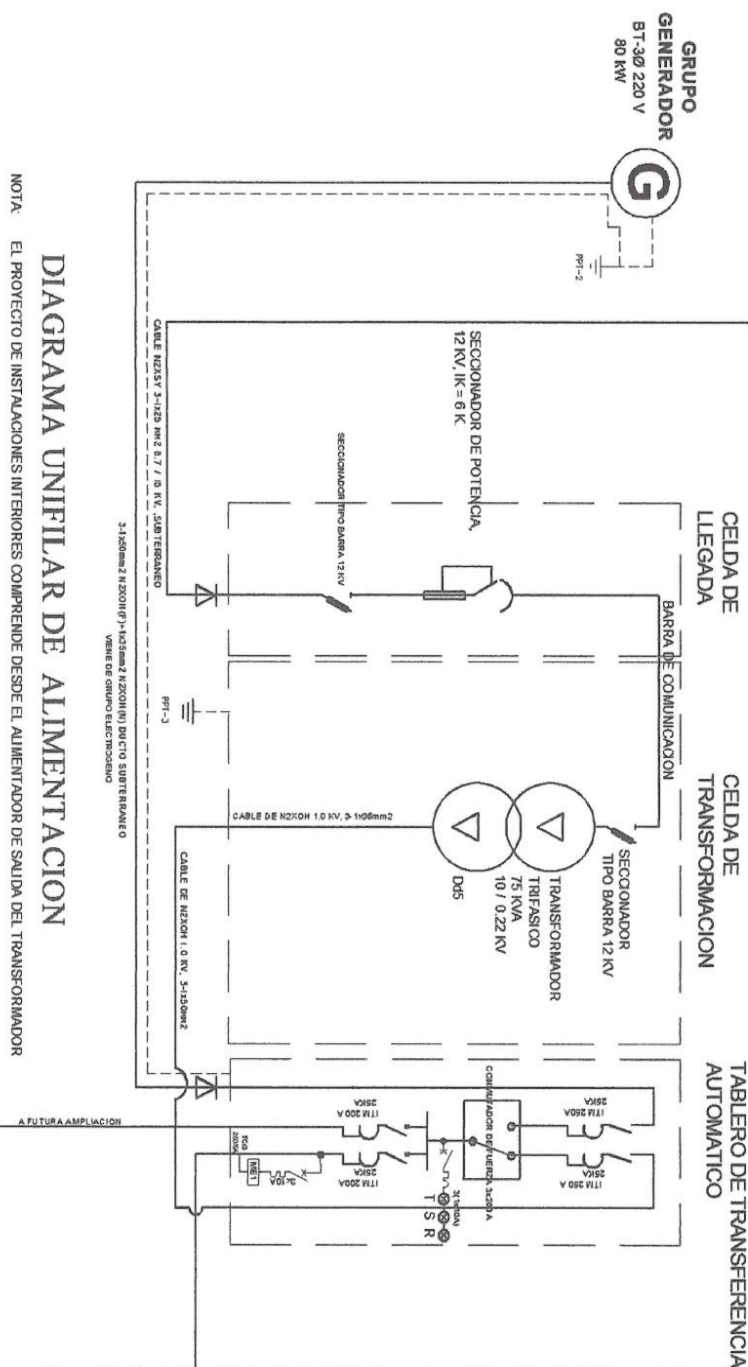 GRUPO
GENERADOR
BT-3Ø 220 V
80 kW
G
PPT-2
SECCIONADOR DE POTENCIA,
12 KV, IK = 6 K.
CELDA DE
LLEGADA
SECCIONADOR TIPO BARRA 12 KV
BARRA DE COMUNICACION
CELDA DE
TRANSFORMACION
SECCIONADOR
TIPO BARRA 12 KV
TRANSFORMADOR
TRIFASICO
75 KVA
10 / 0.22 KV
Dd5
PPT-3
CABLE DE N2XOH 1.0 KV,
CABLE DE N2XOH 1.0 KV, 3-1x50mm2
CABLE N2XSY 3-1x25 MM2 8.7 / 15 KV, SUBTERRANEO
3-1x50mm2 N2XOH(F)+1x35mm2 N2XOH(N) DUCTO SUBTERRANEO
VIENE DE GRUPO ELECTROGENO
TABLERO DE TRANSFERENCIA
AUTOMATICO
ITM 250A
25KA
ITM 250 A
25KA
CONMUTADOR DE FUERZA 3x200 A
3(1x10A)
T S R
ITM 200 A
25KA
ITM 200A
25KA
3x10A
ME1
A FUTURA AMPLIACION
DIAGRAMA UNIFILAR DE ALIMENTACION
NOTA: EL PROYECTO DE INSTALACIONES INTERIORES COMPRENDE DESDE EL ALIMENTADOR DE SALIDA DEL TRANSFORMADOR